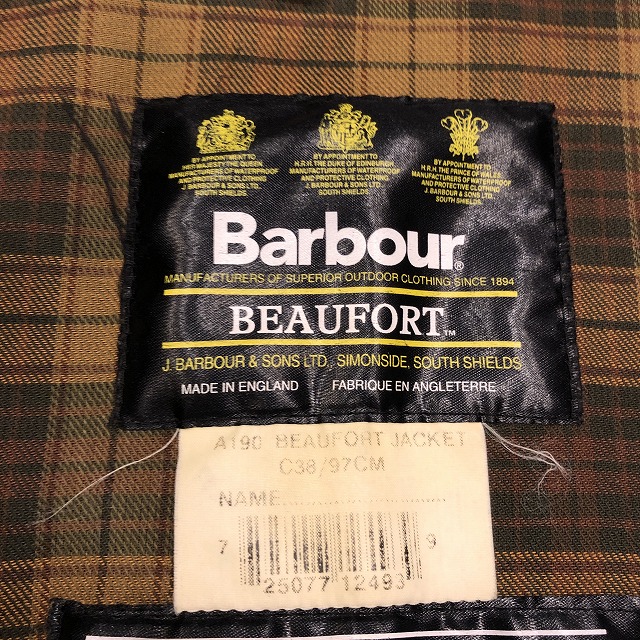 BY APPOINTMENT TO
HER MAJESTY THE QUEEN
MANUFACTURERS OF WATERPROOF
AND PROTECTIVE CLOTHING
J. BARBOUR & SONS LTD.
SOUTH SHIELDS
BY APPOINTMENT TO
H.R.H. THE DUKE OF EDINBURGH
MANUFACTURERS OF WATERPROOF
AND PROTECTIVE CLOTHING
J. BARBOUR & SONS LTD.
SOUTH SHIELDS.
BY APPOINTMENT TO
H.R.H. THE PRINCE OF WALES
MANUFACTURERS OF WATERPROOF
AND PROTECTIVE CLOTHING
J. BARBOUR & SONS LTD.
SOUTH SHIELDS.
Barbour®
MANUFACTURERS OF SUPERIOR OUTDOOR CLOTHING SINCE 1894
BEAUFORT™
J. BARBOUR & SONS LTD., SIMONSIDE, SOUTH SHIELDS
MADE IN ENGLAND FABRIQUE EN ANGLETERRE
A190 BEAUFORT JACKET
C38/97CM
NAME
7 25077 12493 9